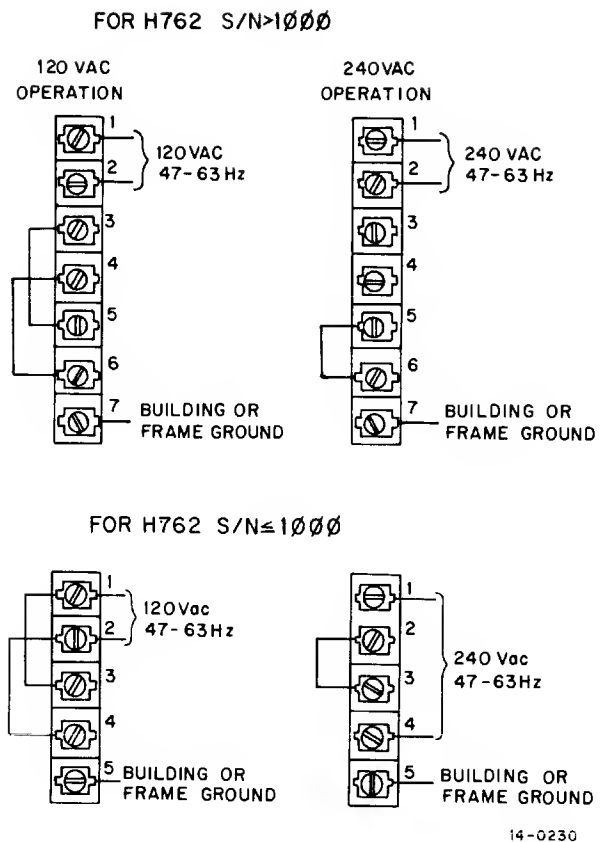 FOR H762 S/N>1ØØØ
120 VAC
OPERATION
1
2
3
4
5
6
7
120VAC
47-63Hz
BUILDING OR
FRAME GROUND
240VAC
OPERATION
1
2
3
4
5
6
7
240 VAC
47-63Hz
BUILDING OR
FRAME GROUND
FOR H762 S/N≤1ØØØ
1
2
3
4
5
120Vac
47-63Hz
BUILDING OR
FRAME GROUND
1
2
3
4
5
240 Vac
47-63Hz
BUILDING OR
FRAME GROUND
14-0230